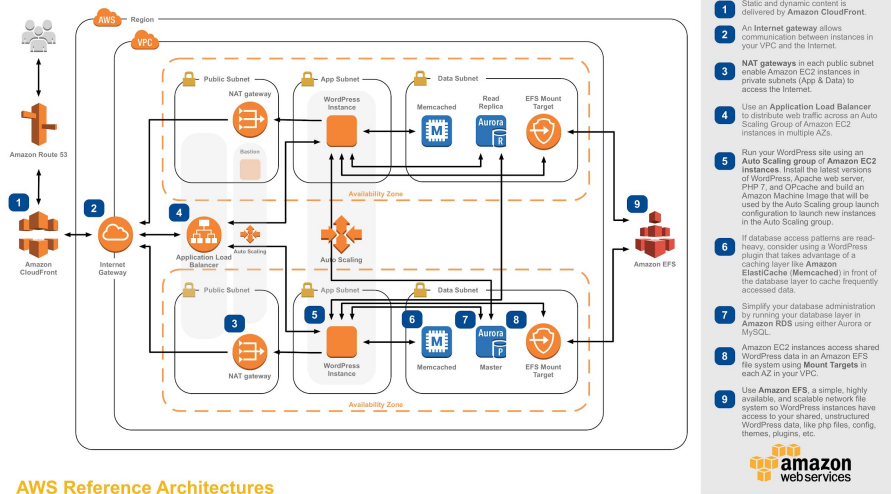 AWS
Region
VPC
Public Subnet
App Subnet
Data Subnet
NAT gateway
WordPress
Instance
Memcached
Read
Replica
Aurora
R
EFS Mount
Target
M
Bastion
Availability Zone
Amazon Route 53
1
Amazon
CloudFront
2
Internet
Gateway
4
Application Load
Balancer
Auto Scaling
Auto Scaling
9
Amazon EFS
Public Subnet
App Subnet
Data Subnet
3
NAT gateway
5
WordPress
Instance
6
M
Memcached
7
Aurora
P
Master
8
EFS Mount
Target
Availability Zone
1
Static and dynamic content is
delivered by Amazon CloudFront.
2
An Internet gateway allows
communication between instances in
your VPC and the Internet.
3
NAT gateways in each public subnet
enable Amazon EC2 instances in
private subnets (App & Data) to
access the Internet.
4
Use an Application Load Balancer
to distribute web traffic across an Auto
Scaling Group of Amazon EC2
instances in multiple AZs.
5
Run your WordPress site using an
Auto Scaling group of Amazon EC2
instances. Install the latest versions
of WordPress, Apache web server,
PHP 7, and OPcache and build an
Amazon Machine Image that will be
used by the Auto Scaling group launch
configuration to launch new instances
in the Auto Scaling group.
6
If database access patterns are read-
heavy, consider using a WordPress
plugin that takes advantage of a
caching layer like Amazon
ElastiCache (Memcached) in front of
the database layer to cache frequently
accessed data.
7
Simplify your database administration
by running your database layer in
Amazon RDS using either Aurora or
MySQL.
8
Amazon EC2 instances access shared
WordPress data in an Amazon EFS
file system using Mount Targets in
each AZ in your VPC.
9
Use Amazon EFS, a simple, highly
available, and scalable network file
system so WordPress instances have
access to your shared, unstructured
WordPress data, like php files, config,
themes, plugins, etc.
amazon
webservices
AWS Reference Architectures